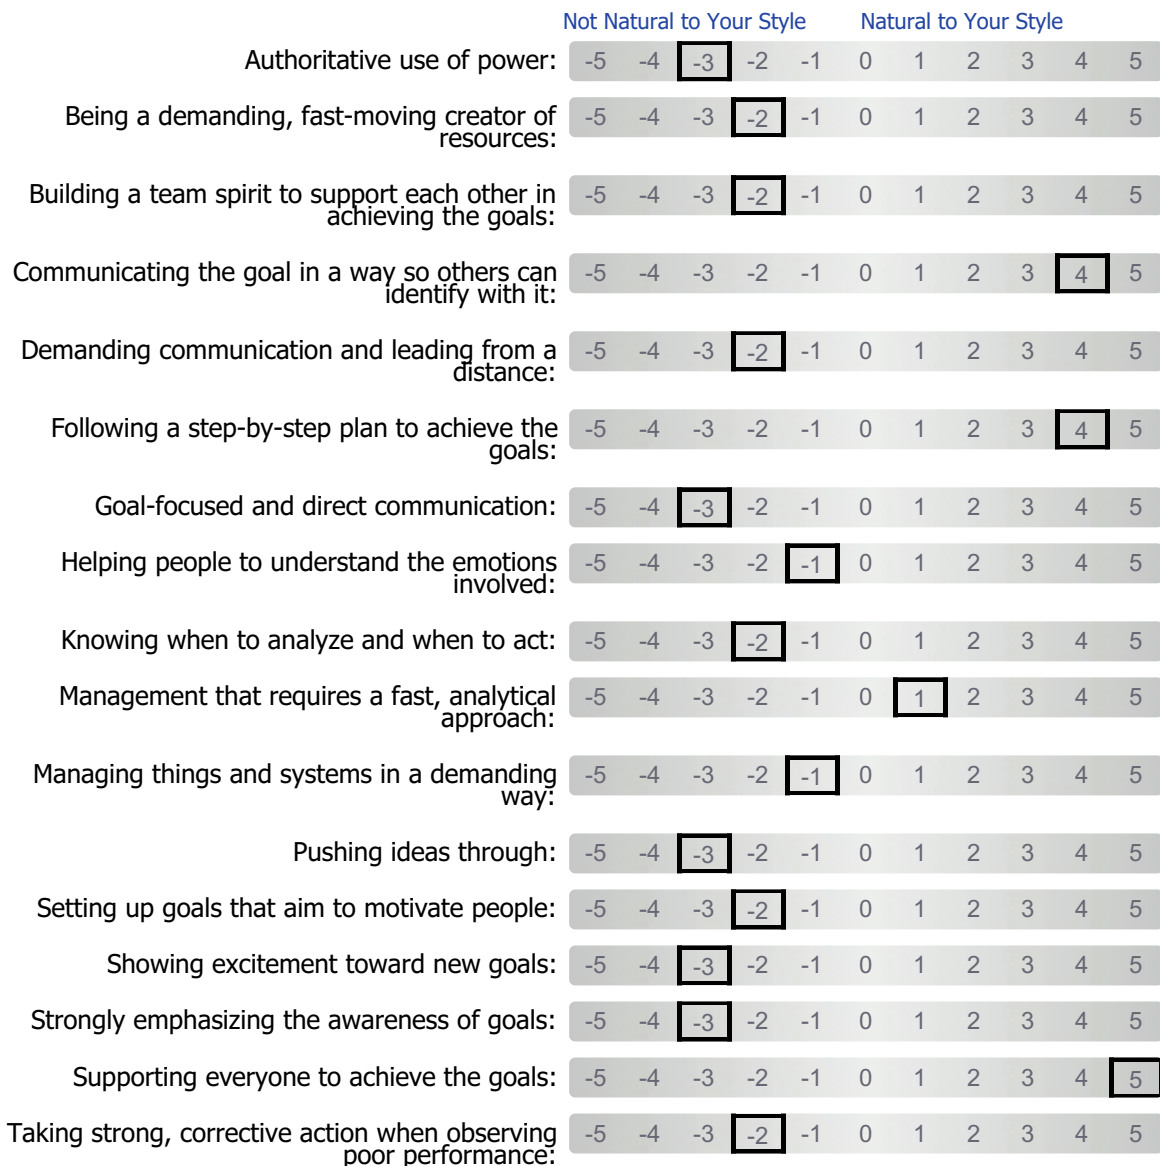 Not Natural to Your Style Natural to Your Style
Authoritative use of power: -5 -4 -3 -2 -1 0 1 2 3 4 5
Being a demanding, fast-moving creator of
resources: -5 -4 -3 -2 -1 0 1 2 3 4 5
Building a team spirit to support each other in
achieving the goals: -5 -4 -3 -2 -1 0 1 2 3 4 5
Communicating the goal in a way so others can
identify with it: -5 -4 -3 -2 -1 0 1 2 3 4 5
Demanding communication and leading from a
distance: -5 -4 -3 -2 -1 0 1 2 3 4 5
Following a step-by-step plan to achieve the
goals: -5 -4 -3 -2 -1 0 1 2 3 4 5
Goal-focused and direct communication: -5 -4 -3 -2 -1 0 1 2 3 4 5
Helping people to understand the emotions
involved: -5 -4 -3 -2 -1 0 1 2 3 4 5
Knowing when to analyze and when to act: -5 -4 -3 -2 -1 0 1 2 3 4 5
Management that requires a fast, analytical
approach: -5 -4 -3 -2 -1 0 1 2 3 4 5
Managing things and systems in a demanding
way: -5 -4 -3 -2 -1 0 1 2 3 4 5
Pushing ideas through: -5 -4 -3 -2 -1 0 1 2 3 4 5
Setting up goals that aim to motivate people: -5 -4 -3 -2 -1 0 1 2 3 4 5
Showing excitement toward new goals: -5 -4 -3 -2 -1 0 1 2 3 4 5
Strongly emphasizing the awareness of goals: -5 -4 -3 -2 -1 0 1 2 3 4 5
Supporting everyone to achieve the goals: -5 -4 -3 -2 -1 0 1 2 3 4 5
Taking strong, corrective action when observing
poor performance: -5 -4 -3 -2 -1 0 1 2 3 4 5